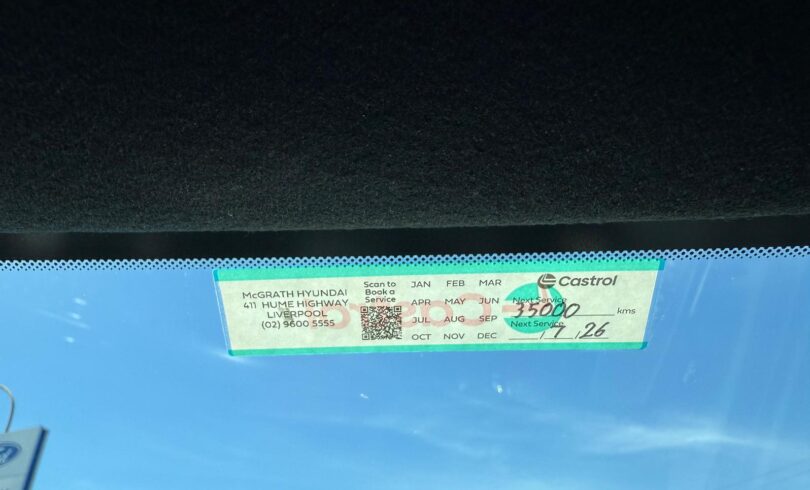 McGRATH HYUNDAI
411 HUME HIGHWAY
LIVERPOOL
(02) 9600 5555
Scan to
Book a
Service
JAN FEB MAR
APR MAY JUN
JUL AUG SEP
OCT NOV DEC
Castrol
Next Service
35000 kms
Next Service
/7/26
Castrol